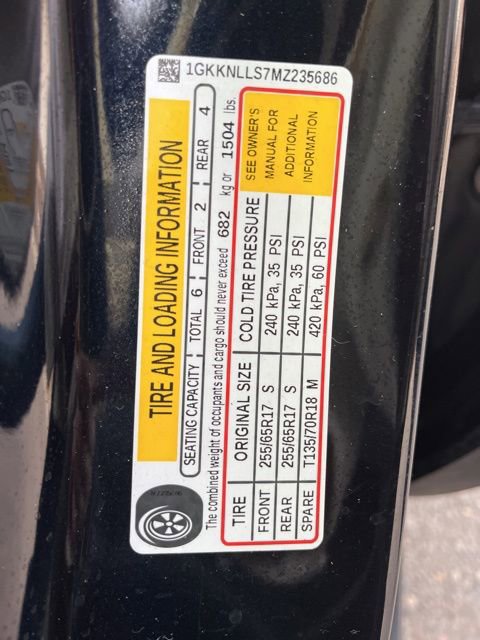 1GKKNLLS7MZ235686
TIRE AND LOADING INFORMATION
SEATING CAPACITY TOTAL 6 FRONT 2 REAR 4
The combined weight of occupants and cargo should never exceed 682 kg or 1504 lbs.
TIRE ORIGINAL SIZE COLD TIRE PRESSURE SEE OWNER'S
FRONT 255/65R17 S 240 kPa, 35 PSI MANUAL FOR
REAR 255/65R17 S 240 kPa, 35 PSI ADDITIONAL
SPARE T135/70R18 M 420 kPa, 60 PSI INFORMATION